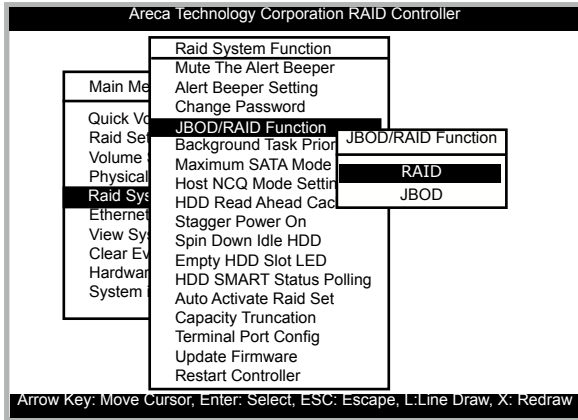 Areca Technology Corporation RAID Controller
Main Me
Quick Vo
Raid Set
Volume S
Physical
Raid Sys
Ethernet
View Sys
Clear Ev
Hardwar
System i
Raid System Function
Mute The Alert Beeper
Alert Beeper Setting
Change Password
JBOD/RAID Function
Background Task Prior
Maximum SATA Mode
Host NCQ Mode Settin
HDD Read Ahead Cac
Stagger Power On
Spin Down Idle HDD
Empty HDD Slot LED
HDD SMART Status Polling
Auto Activate Raid Set
Capacity Truncation
Terminal Port Config
Update Firmware
Restart Controller
JBOD/RAID Function
RAID
JBOD
Arrow Key: Move Cursor, Enter: Select, ESC: Escape, L:Line Draw, X: Redraw